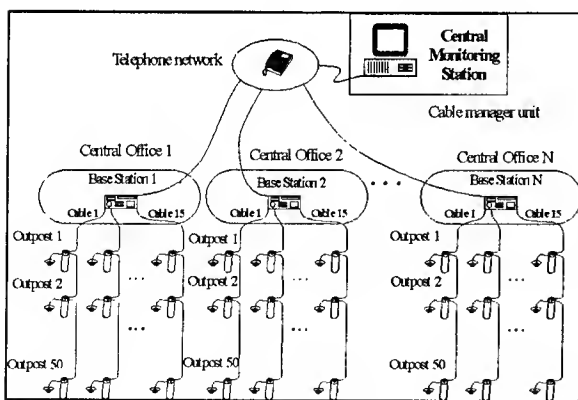 Central
Monitoring
Station
Telephone network
Cable manager unit
Central Office 1
Central Office 2
Central Office N
Base Station 1
Base Station 2
Base Station N
Cable 1 Cable 15
Cable 1 Cable 15
Cable 1 Cable 15
Outpost 1
Outpost 1
Outpost 1
Outpost 2
Outpost 2
Outpost 2
Outpost 50
Outpost 50
Outpost 50